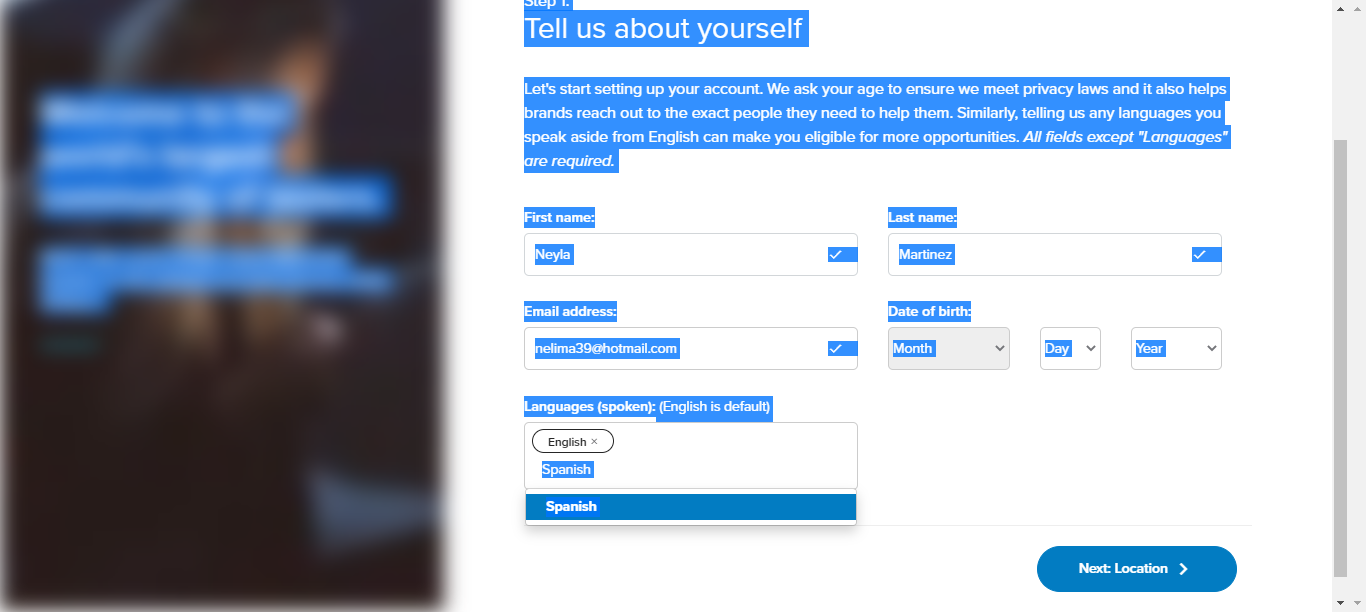 Step 1:
Tell us about yourself
Let's start setting up your account. We ask your age to ensure we meet privacy laws and it also helps
brands reach out to the exact people they need to help them. Similarly, telling us any languages you
speak aside from English can make you eligible for more opportunities. All fields except "Languages"
are required.
First name: Last name:
Neyla Martinez
Email address: Date of birth:
nelima39@hotmail.com Month Day Year
Languages (spoken): (English is default)
English ×
Spanish
Spanish
Next: Location